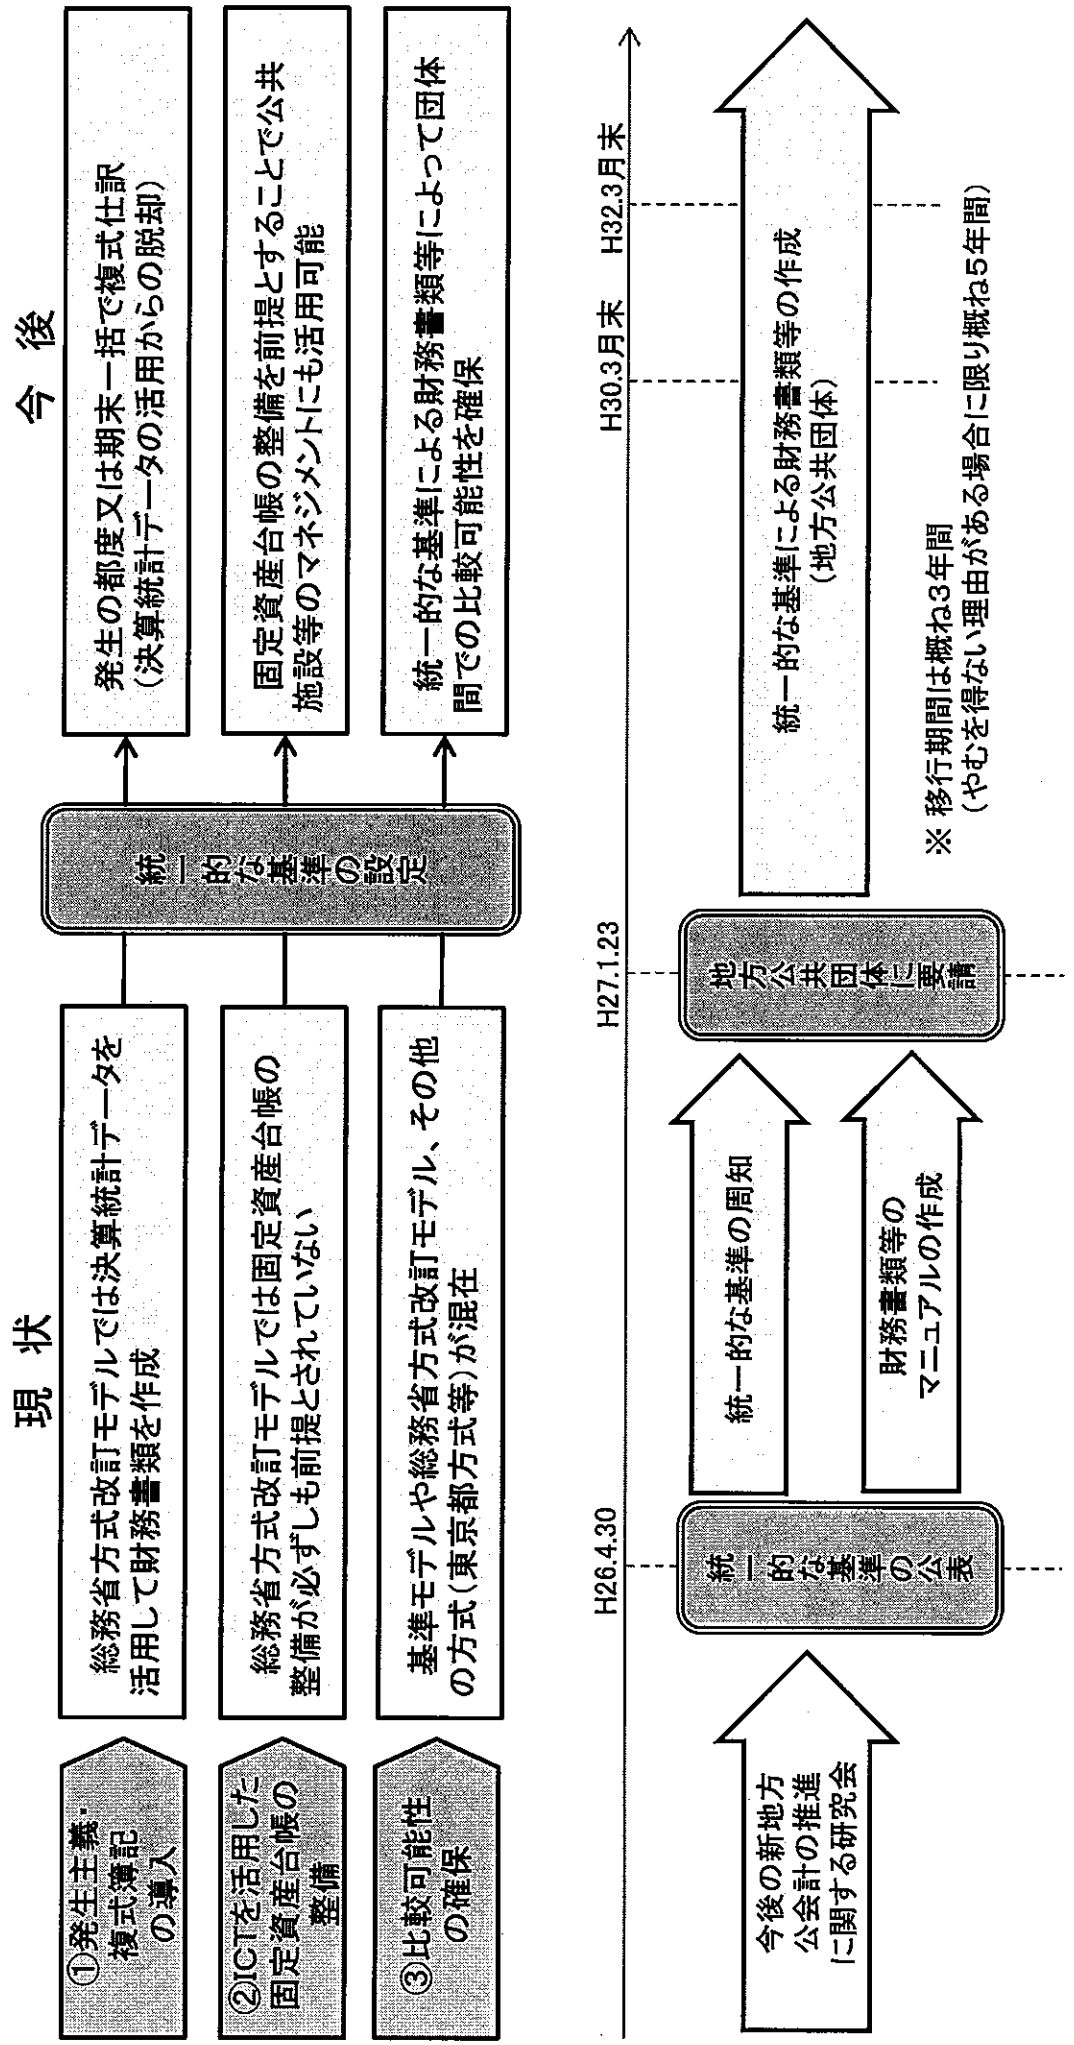 現状
今後
①発生主義・
複式簿記
の導入
総務省方式改訂モデルでは決算統計データを
活用して財務書類を作成
発生の都度又は期末一括で複式仕訳
（決算統計データの活用からの脱却）
②ICTを活用した
固定資産台帳の
整備
総務省方式改訂モデルでは固定資産台帳の
整備が必ずしも前提とされていない
固定資産台帳の整備を前提とすることで公共
施設等のマネジメントにも活用可能
③比較可能性
の確保
基準モデルや総務省方式改訂モデル、その他
の方式（東京都方式等）が混在
統一的な基準による財務書類等によって団体
間での比較可能性を確保
統一的な基準の設定
H26.4.30
H27.1.23
H30.3月末
H32.3月末
今後の新地方
公会計の推進
に関する研究会
統一的な基準の公表
統一的な基準の周知
財務書類等の
マニュアルの作成
地方公共団体に要請
統一的な基準による財務書類等の作成
（地方公共団体）
※ 移行期間は概ね3年間
（やむを得ない理由がある場合に限り概ね5年間）